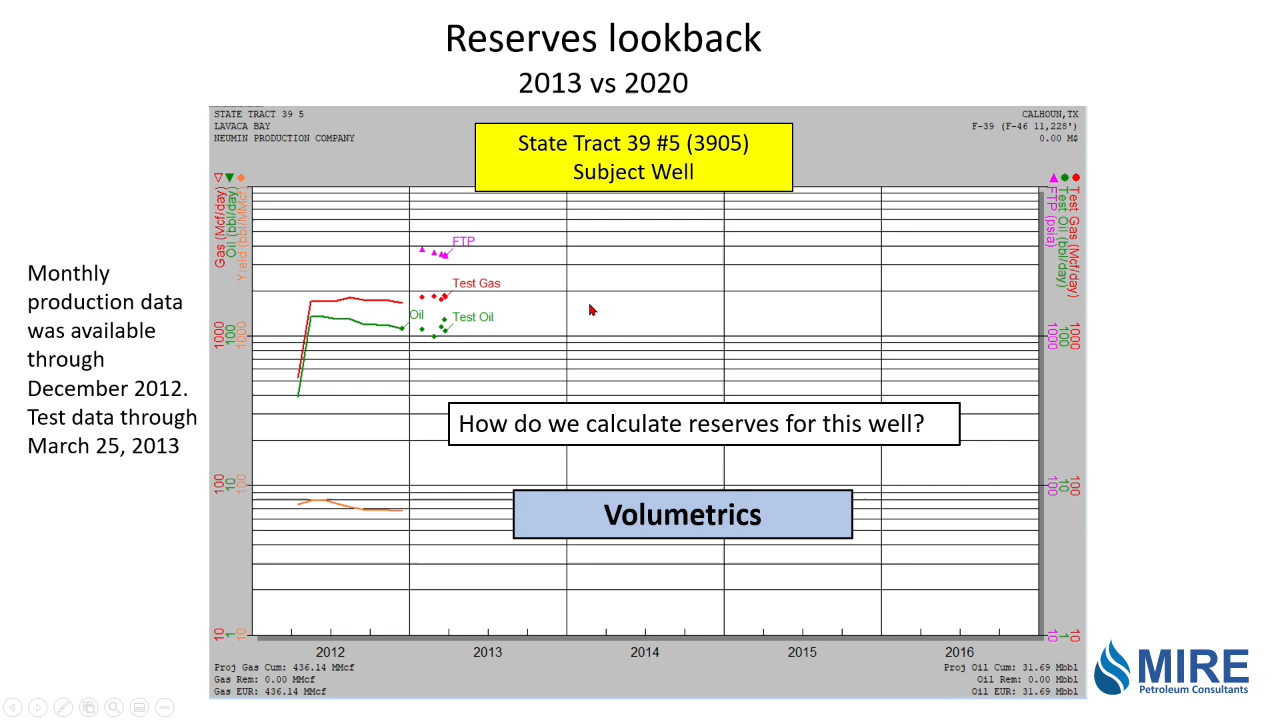 Reserves lookback
2013 vs 2020
STATE TRACT 39 5
LAVACA BAY
NEUMIN PRODUCTION COMPANY
CALHOUN,TX
F-39 (F-46 11,228')
0.00 M$
State Tract 39 #5 (3905)
Subject Well
Gas (Mcf/day)
Oil (bbl/day)
Yield (bbl/MMcf)
FTP (psia)
Test Oil (bbl/day)
Test Gas (Mcf/day)
FTP
Test Gas
Oil
Test Oil
Monthly
production data
was available
through
December 2012.
Test data through
March 25, 2013
1000
100
1000
1000
100
1000
How do we calculate reserves for this well?
100
10
100
100
10
100
Volumetrics
10
1
10
10
1
10
2012
2013
2014
2015
2016
Proj Gas Cum: 436.14 MMcf
Gas Rem: 0.00 MMcf
Gas EUR: 436.14 MMcf
Proj Oil Cum: 31.69 Mbbl
Oil Rem: 0.00 Mbbl
Oil EUR: 31.69 Mbbl
MIRE
Petroleum Consultants